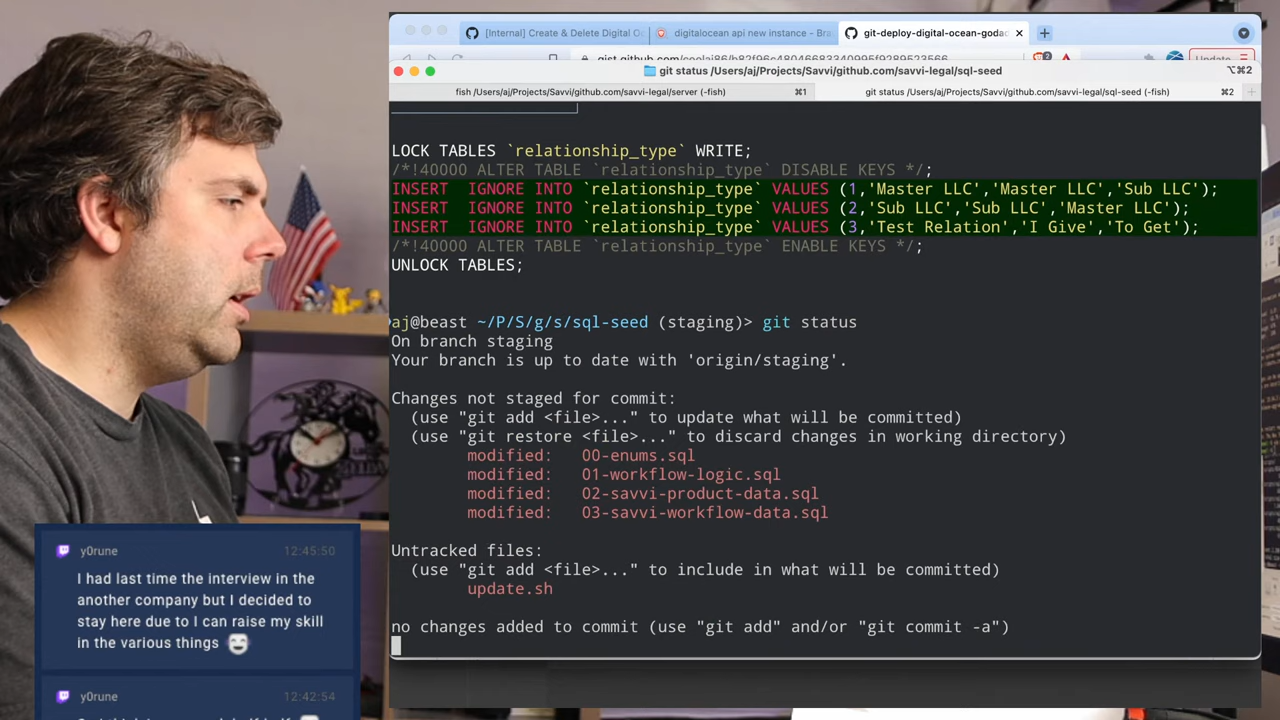 [Internal] Create & Delete Digital O
digitalocean api new instance - Bra
git-deploy-digital-ocean-godad
git status /Users/aj/Projects/Savvi/github.com/savvi-legal/sql-seed
⌥⌘2
fish /Users/aj/Projects/Savvi/github.com/savvi-legal/server (-fish)
⌘1
git status /Users/aj/Projects/Savvi/github.com/savvi-legal/sql-seed (-fish)
⌘2
LOCK TABLES `relationship_type` WRITE;
/*!40000 ALTER TABLE `relationship_type` DISABLE KEYS */;
INSERT  IGNORE INTO `relationship_type` VALUES (1,'Master LLC','Master LLC','Sub LLC');
INSERT  IGNORE INTO `relationship_type` VALUES (2,'Sub LLC','Sub LLC','Master LLC');
INSERT  IGNORE INTO `relationship_type` VALUES (3,'Test Relation','I Give','To Get');
/*!40000 ALTER TABLE `relationship_type` ENABLE KEYS */;
UNLOCK TABLES;
aj@beast ~/P/S/g/s/sql-seed (staging)> git status
On branch staging
Your branch is up to date with 'origin/staging'.
Changes not staged for commit:
(use "git add <file>..." to update what will be committed)
(use "git restore <file>..." to discard changes in working directory)
modified:   00-enums.sql
modified:   01-workflow-logic.sql
modified:   02-savvi-product-data.sql
modified:   03-savvi-workflow-data.sql
Untracked files:
(use "git add <file>..." to include in what will be committed)
update.sh
no changes added to commit (use "git add" and/or "git commit -a")
y0rune 12:45:50
I had last time the interview in the
another company but I decided to
stay here due to I can raise my skill
in the various things
y0rune 12:42:54